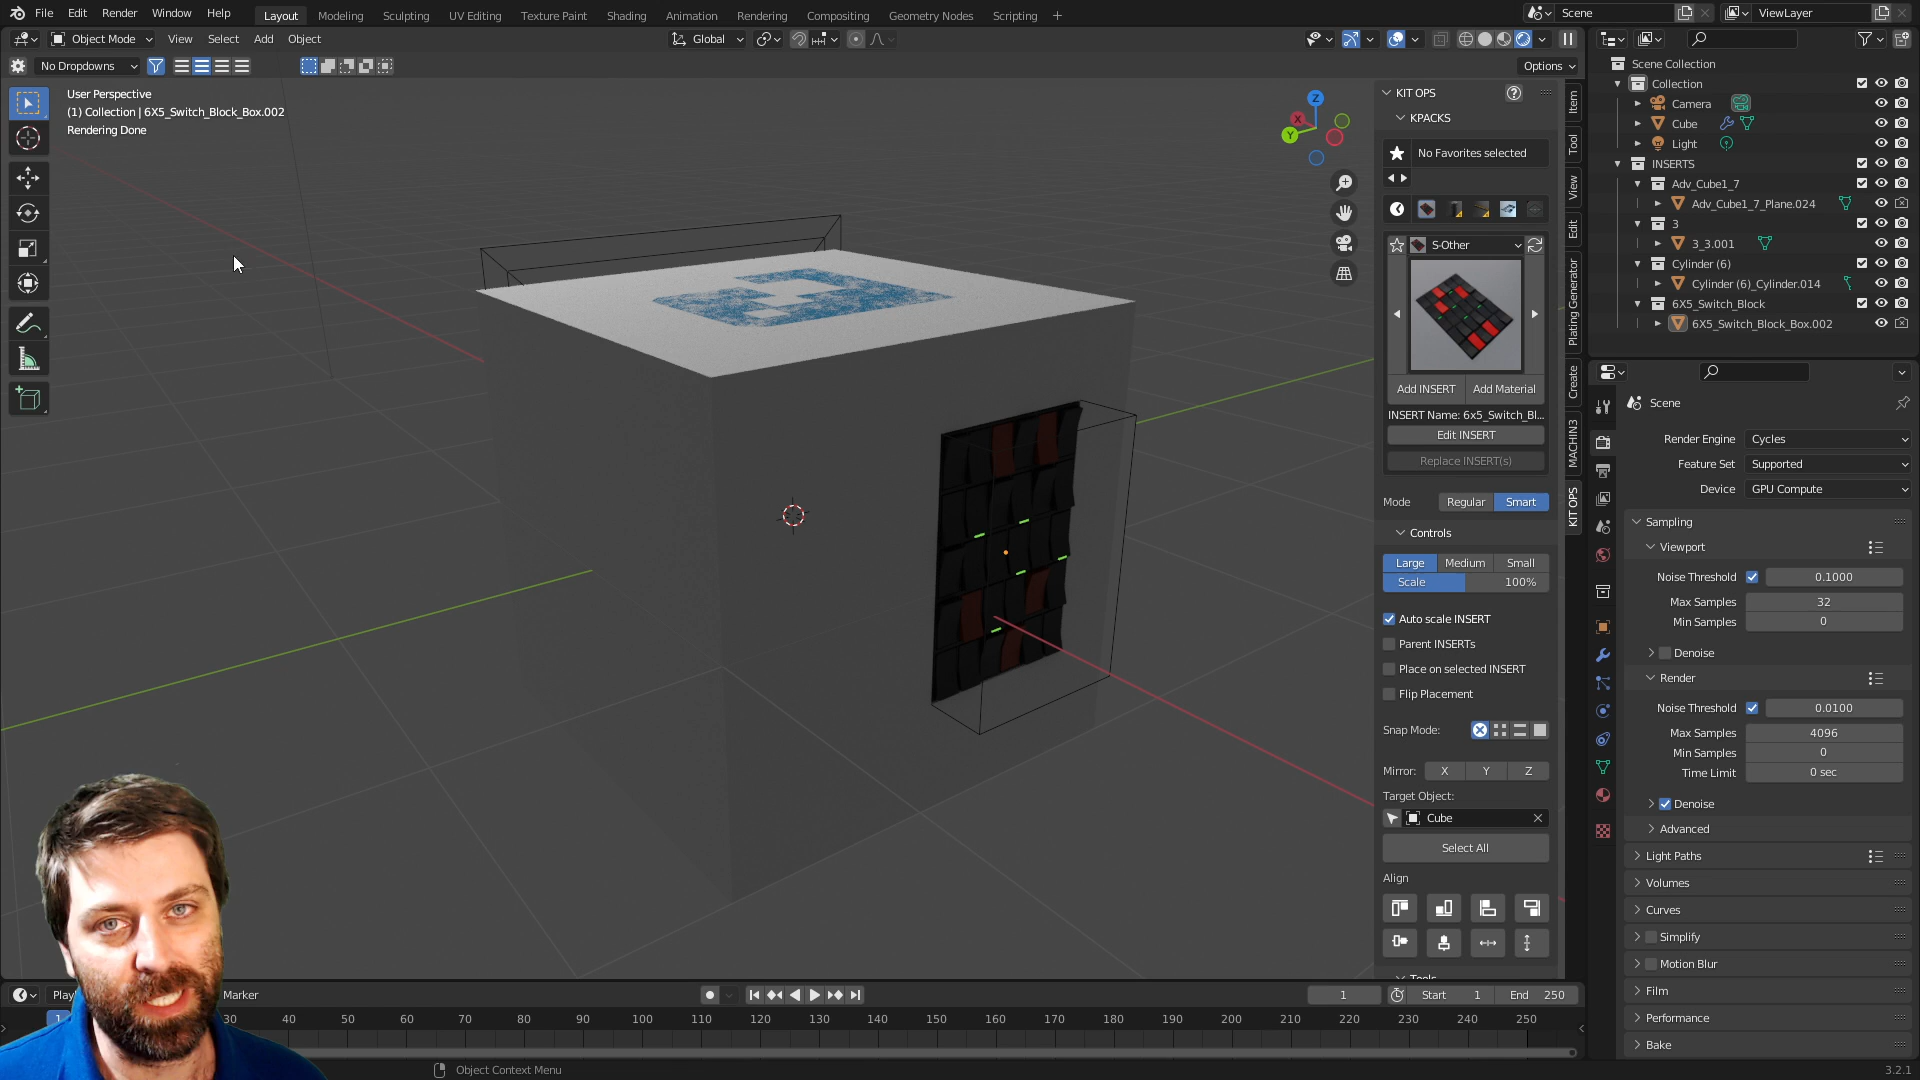 File Edit Render Window Help
Layout Modeling Sculpting UV Editing Texture Paint Shading Animation Rendering Compositing Geometry Nodes Scripting +
Scene
ViewLayer
Object Mode View Select Add Object
Global
No Dropdowns
Options
User Perspective
(1) Collection | 6X5_Switch_Block_Box.002
Rendering Done
Z
X
Y
KIT OPS
KPACKS
No Favorites selected
S-Other
Add INSERT Add Material
INSERT Name: 6x5_Switch_Bl...
Edit INSERT
Replace INSERT(s)
Mode Regular Smart
Controls
Large Medium Small
Scale 100%
Auto scale INSERT
Parent INSERTs
Place on selected INSERT
Flip Placement
Snap Mode:
Mirror: X Y Z
Target Object:
Cube
Select All
Align
Tools
Item
Tool
View
Edit
Plating Generator
Create
MACHIN3
KIT OPS
Scene Collection
Collection
Camera
Cube
Light
INSERTS
Adv_Cube1_7
Adv_Cube1_7_Plane.024
3
3_3.001
Cylinder (6)
Cylinder (6)_Cylinder.014
6X5_Switch_Block
6X5_Switch_Block_Box.002
Scene
Render Engine Cycles
Feature Set Supported
Device GPU Compute
Sampling
Viewport
Noise Threshold 0.1000
Max Samples 32
Min Samples 0
Denoise
Render
Noise Threshold 0.0100
Max Samples 4096
Min Samples 0
Time Limit 0 sec
Denoise
Advanced
Light Paths
Volumes
Curves
Simplify
Motion Blur
Film
Performance
Bake
Marker
1
Start 1
End 250
1 30 40 50 60 70 80 90 100 110 120 130 140 150 160 170 180 190 200 210 220 230 240 250
Object Context Menu
3.2.1